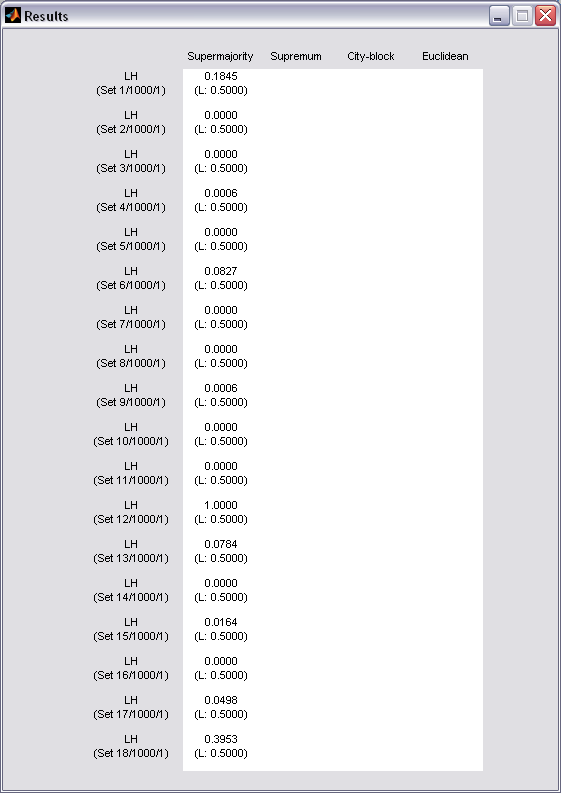 Results
Supermajority Supremum City-block Euclidean
LH 0.1845
(Set 1/1000/1) (L: 0.5000)
LH 0.0000
(Set 2/1000/1) (L: 0.5000)
LH 0.0000
(Set 3/1000/1) (L: 0.5000)
LH 0.0006
(Set 4/1000/1) (L: 0.5000)
LH 0.0000
(Set 5/1000/1) (L: 0.5000)
LH 0.0827
(Set 6/1000/1) (L: 0.5000)
LH 0.0000
(Set 7/1000/1) (L: 0.5000)
LH 0.0000
(Set 8/1000/1) (L: 0.5000)
LH 0.0006
(Set 9/1000/1) (L: 0.5000)
LH 0.0000
(Set 10/1000/1) (L: 0.5000)
LH 0.0000
(Set 11/1000/1) (L: 0.5000)
LH 1.0000
(Set 12/1000/1) (L: 0.5000)
LH 0.0784
(Set 13/1000/1) (L: 0.5000)
LH 0.0000
(Set 14/1000/1) (L: 0.5000)
LH 0.0164
(Set 15/1000/1) (L: 0.5000)
LH 0.0000
(Set 16/1000/1) (L: 0.5000)
LH 0.0498
(Set 17/1000/1) (L: 0.5000)
LH 0.3953
(Set 18/1000/1) (L: 0.5000)